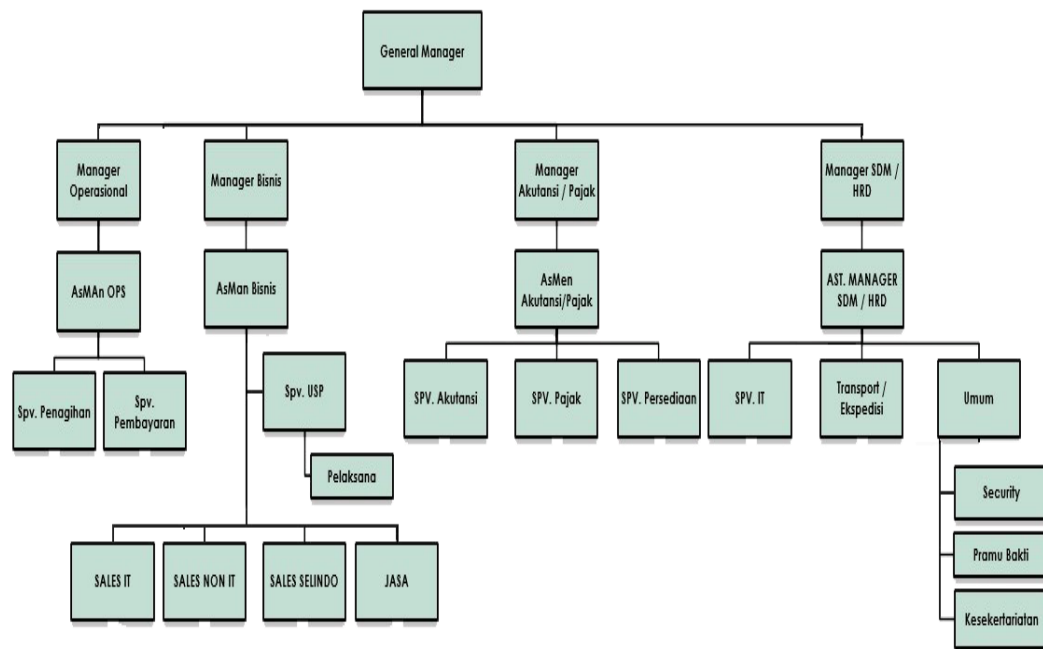 General Manager
Manager
Operasional
Manager Bisnis
Manager
Akutansi / Pajak
Manager SDM /
HRD
AsMAn OPS
AsMan Bisnis
AsMen
Akutansi/Pajak
AST. MANAGER
SDM / HRD
Spv. Penagihan
Spv.
Pembayaran
Spv. USP
SPV. Akutansi
SPV. Pajak
SPV. Persediaan
SPV. IT
Transport /
Ekspedisi
Umum
Pelaksana
Security
Pramu Bakti
Kesekertariatan
SALES IT
SALES NON IT
SALES SELINDO
JASA